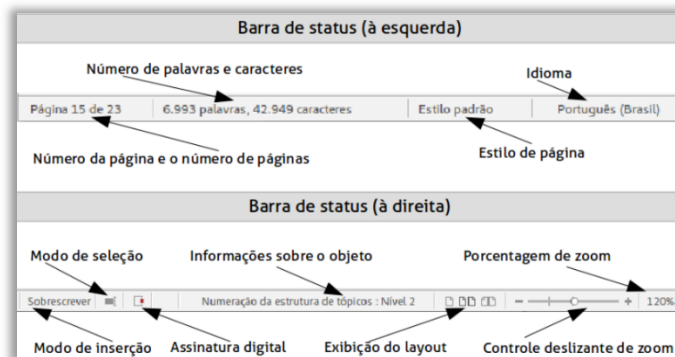 Barra de status (à esquerda)
Número de palavras e caracteres
Idioma
Página 15 de 23 6.993 palavras, 42.949 caracteres Estilo padrão Português (Brasil)
Número da página e o número de páginas
Estilo de página
Barra de status (à direita)
Modo de seleção Informações sobre o objeto Porcentagem de zoom
Sobrescrever Numeração da estrutura de tópicos : Nível 2 120%
Modo de inserção Assinatura digital Exibição do layout Controle deslizante de zoom